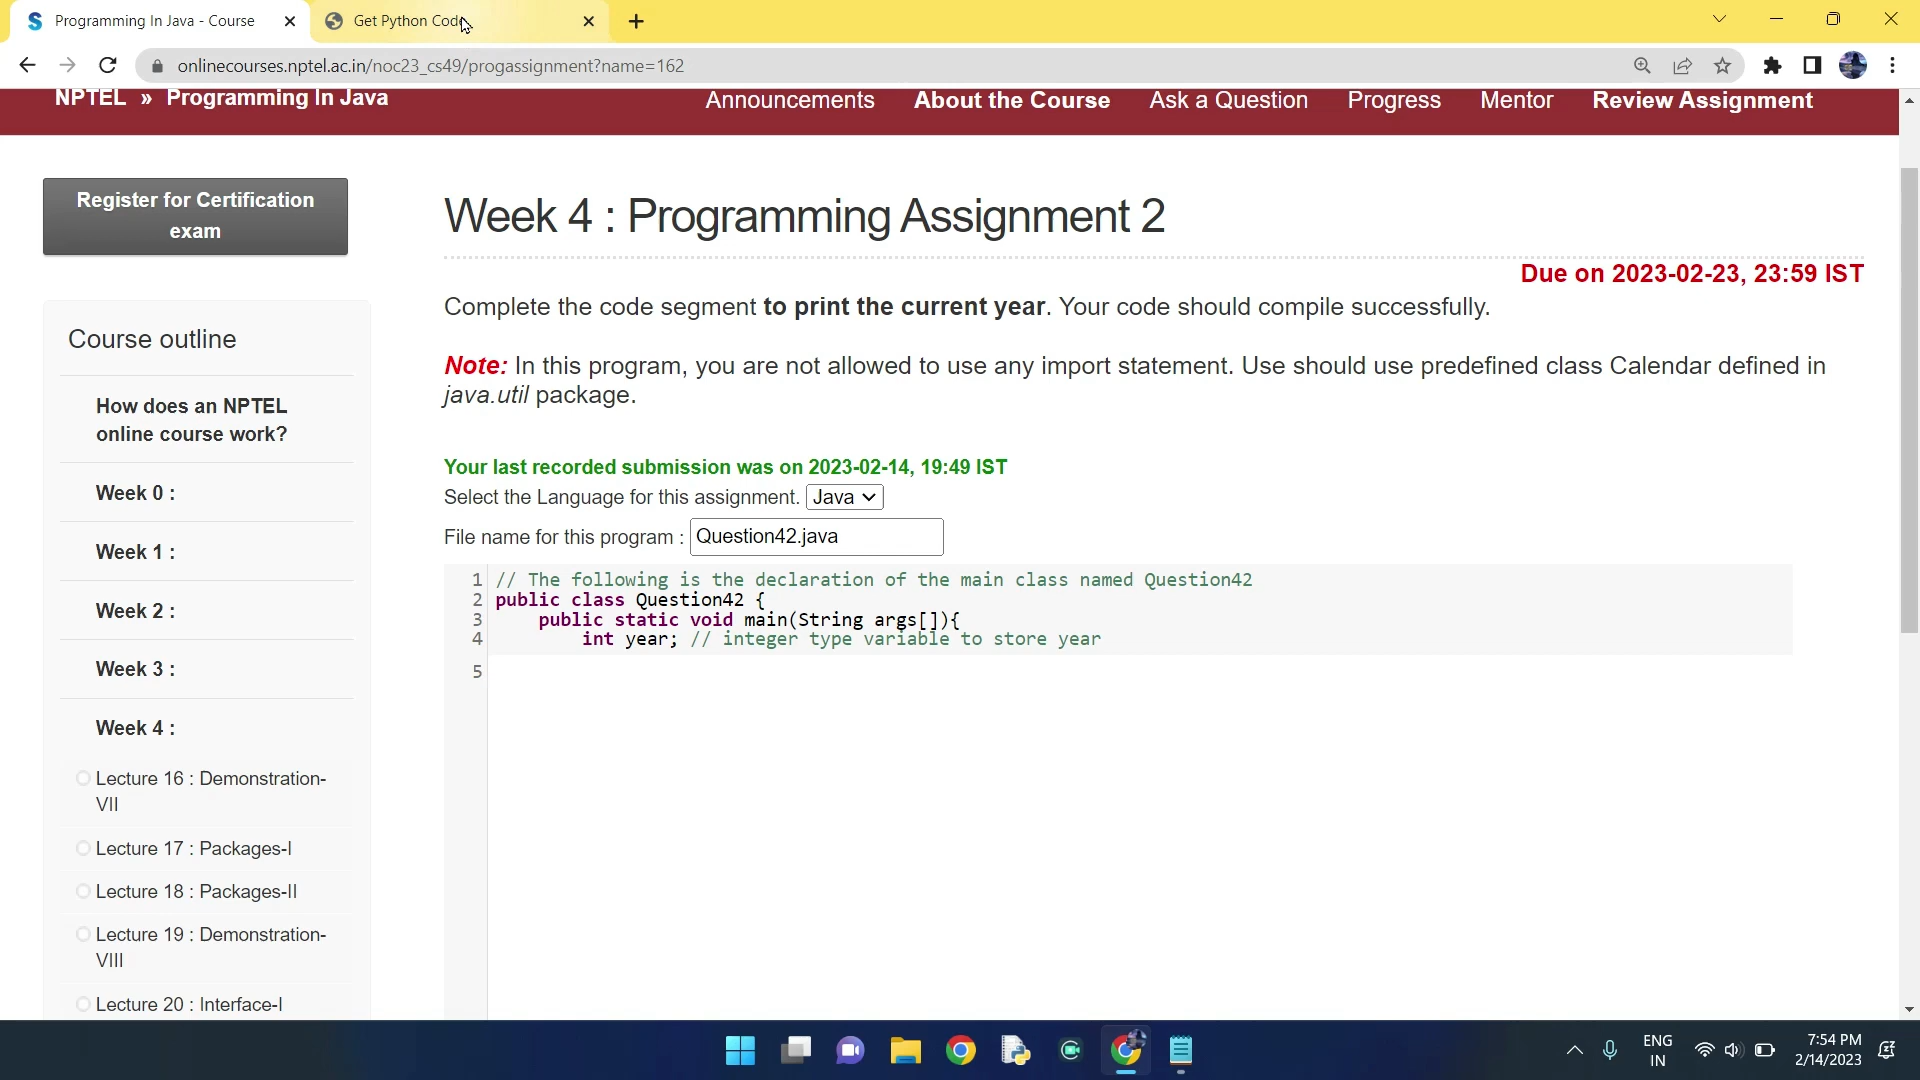 Programming In Java - Course
Get Python Code
onlinecourses.nptel.ac.in/noc23_cs49/progassignment?name=162
NPTEL » Programming In Java
Announcements About the Course Ask a Question Progress Mentor Review Assignment
Register for Certification
exam
Course outline
How does an NPTEL
online course work?
Week 0 :
Week 1 :
Week 2 :
Week 3 :
Week 4 :
Lecture 16 : Demonstration-
VII
Lecture 17 : Packages-I
Lecture 18 : Packages-II
Lecture 19 : Demonstration-
VIII
Lecture 20 : Interface-I
Week 4 : Programming Assignment 2
Due on 2023-02-23, 23:59 IST
Complete the code segment to print the current year. Your code should compile successfully.
Note: In this program, you are not allowed to use any import statement. Use should use predefined class Calendar defined in
java.util package.
Your last recorded submission was on 2023-02-14, 19:49 IST
Select the Language for this assignment. Java
File name for this program : Question42.java
1 // The following is the declaration of the main class named Question42
2 public class Question42 {
3 public static void main(String args[]){
4 int year; // integer type variable to store year
5
ENG
IN
7:54 PM
2/14/2023